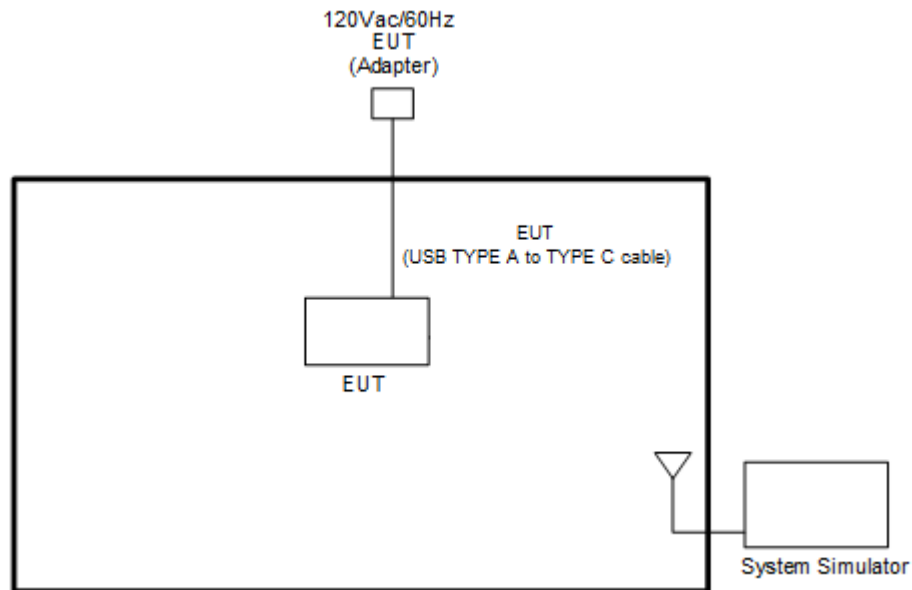 120Vac/60Hz
EUT
(Adapter)
EUT
(USB TYPE A to TYPE C cable)
EUT
System Simulator